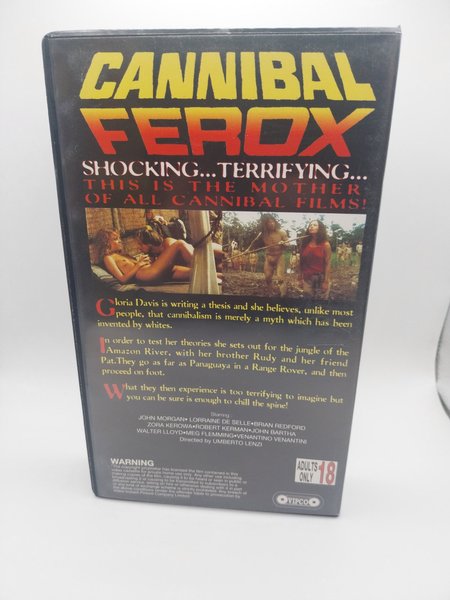 CANNIBAL
FEROX
SHOCKING...TERRIFYING...
THIS IS THE MOTHER
OF ALL CANNIBAL FILMS!
Gloria Davis is writing a thesis and she believes, unlike most
people, that cannibalism is merely a myth which has been
invented by whites.
In order to test her theories she sets out for the jungle of the
Amazon River, with her brother Rudy and her friend
Pat.They go as far as Panaguaya in a Range Rover, and then
proceed on foot.
What they then experience is too terrifying to imagine but
you can be sure is enough to chill the spine!
Starring
JOHN MORGAN• LORRAINE DE SELLE•BRIAN REDFORD
ZORA KEROWA•ROBERT KERMAN•JOHN BARTHA
WALTER LLOYD•MEG FLEMMING•VENANTINO VENANTINI
Directed by UMBERTO LENZI
WARNING
ADULTS
ONLY 18
VIPCO